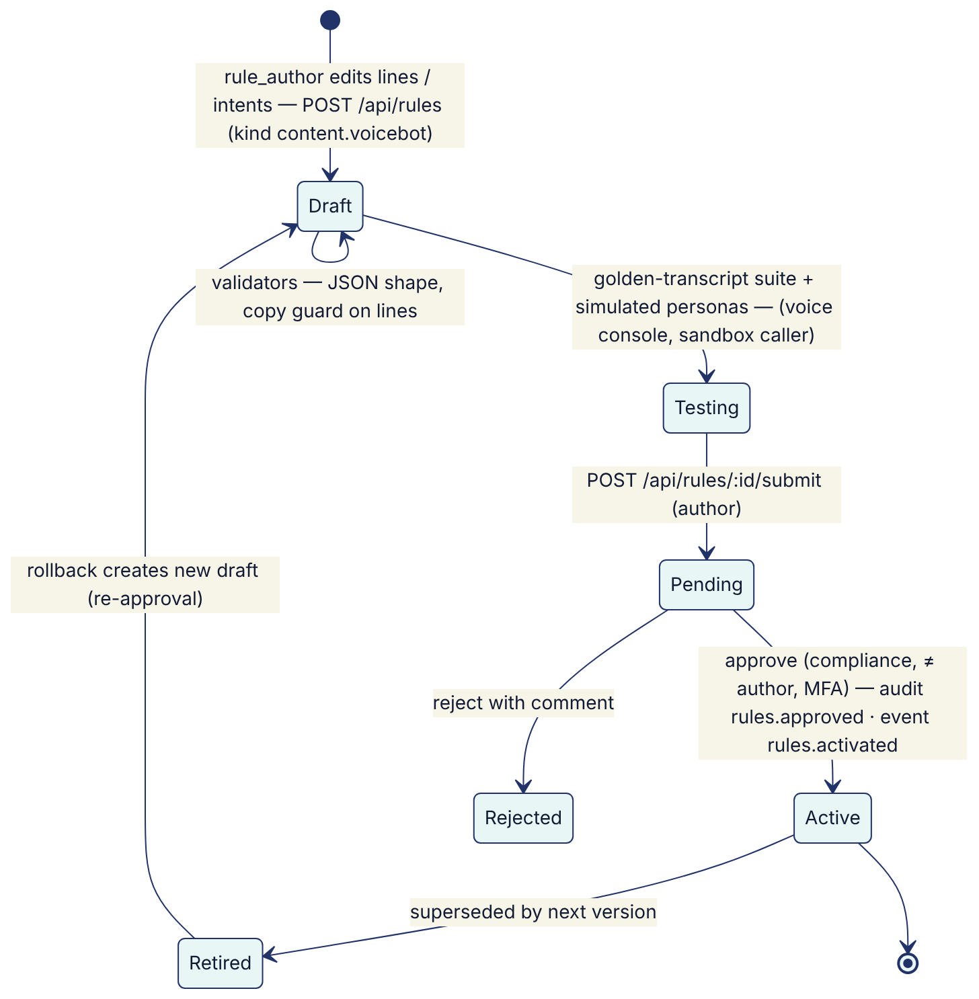 rule_author edits lines /
intents — POST /api/rules
(kind content.voicebot)
Draft
validators — JSON shape,
copy guard on lines
golden-transcript suite +
simulated personas — (voice
console, sandbox caller)
Testing
POST /api/rules/:id/submit
(author)
rollback creates new draft
(re-approval)
Pending
approve (compliance, ≠
author, MFA) — audit
rules.approved · event
rules.activated
reject with comment
Rejected
Active
superseded by next version
Retired